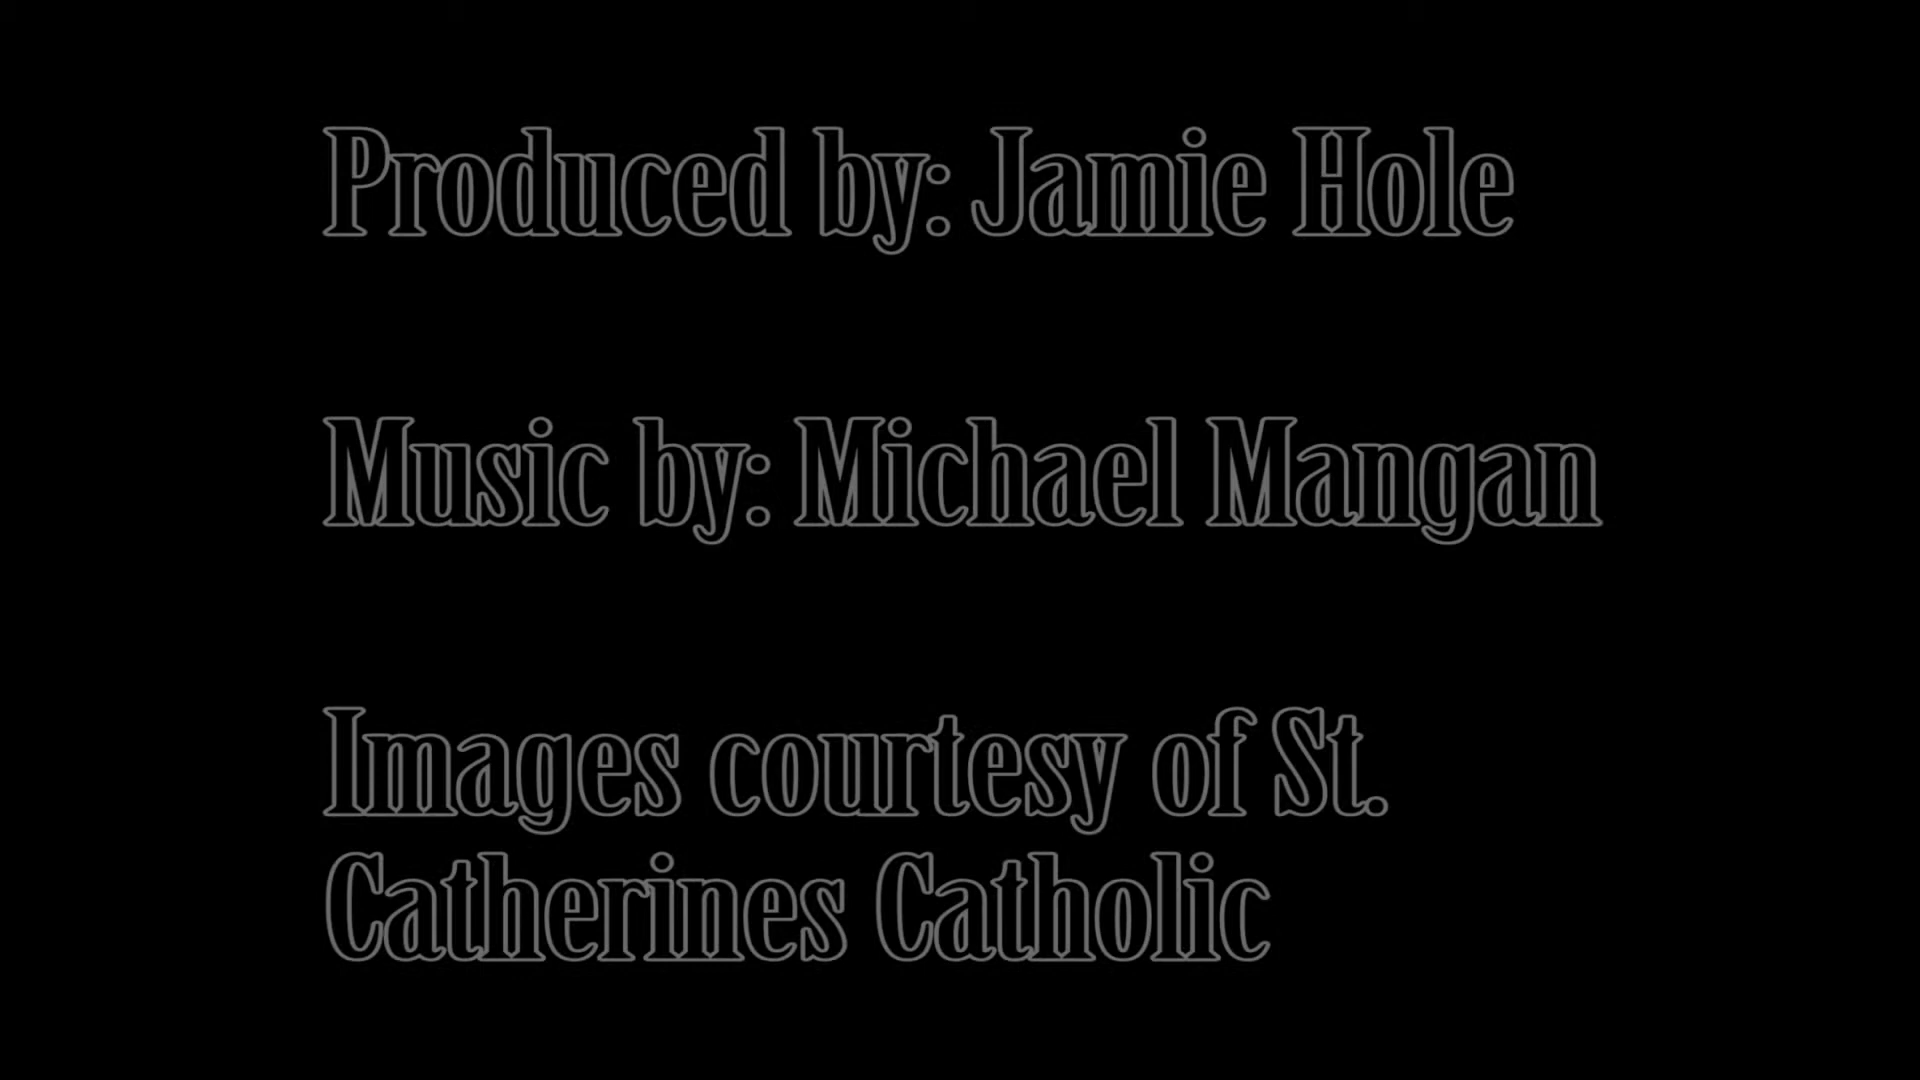 Produced by: Jamie Hole
Music by: Michael Mangan
Images courtesy of St.
Catherines Catholic